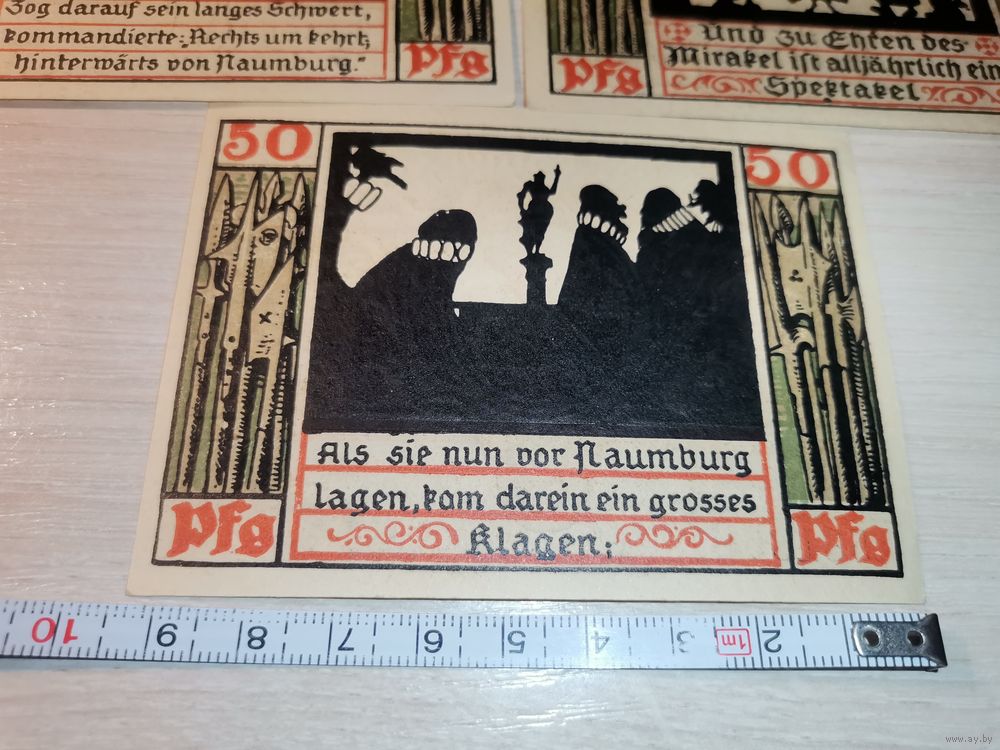 Zog darauf sein langes Schwert,
kommandierte: „Rechts um kehrt,
hinterwärts von Naumburg."
Pfg
Pfg
Und zu Ehren des
Mirakel ist alljährlich ein
Spektakel
50
50
Als sie nun vor Naumburg
lagen, kam darein ein grosses
Klagen;
Pfg
Pfg
10 9 8 7 6 5 4 3 1m 2
www.ay.by